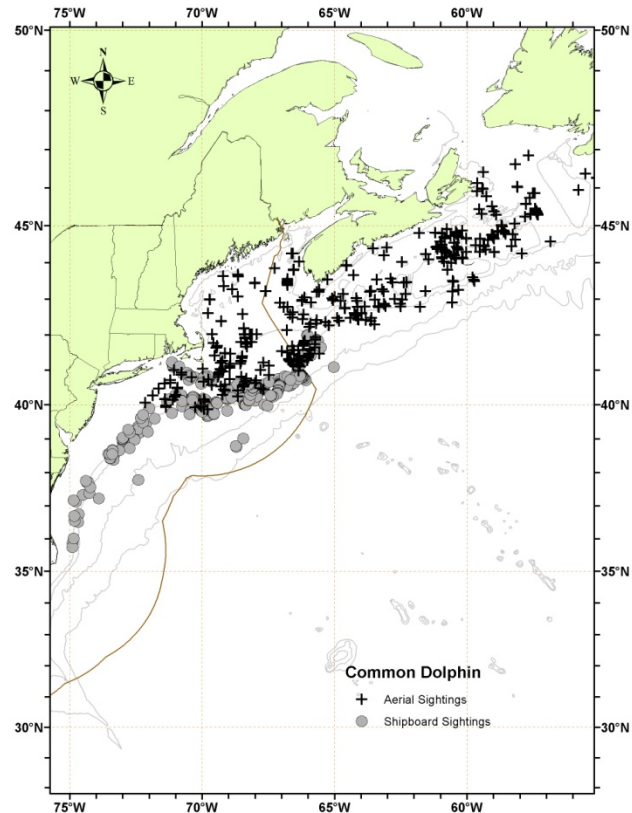 75°W 70°W 65°W 60°W
50°N 50°N
N
W E
S
45°N 45°N
40°N 40°N
35°N 35°N
Common Dolphin
Aerial Sightings
Shipboard Sightings
30°N 30°N
75°W 70°W 65°W 60°W